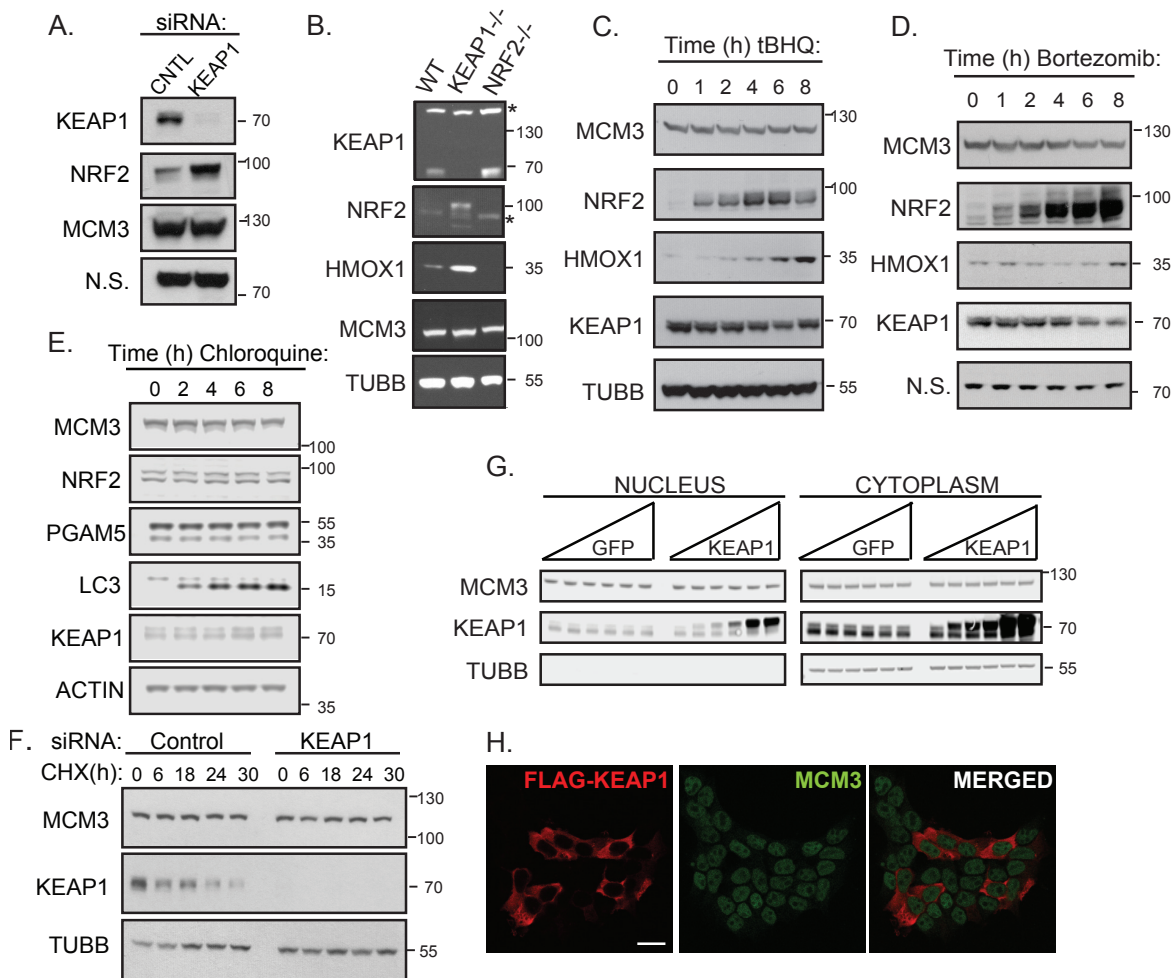 A.
siRNA:
CNTL
KEAP1
KEAP1
70
NRF2
100
MCM3
130
N.S.
70
B.
WT
KEAP1-/-
NRF2-/-
*
KEAP1
130
70
NRF2
100
*
HMOX1
35
MCM3
100
TUBB
55
C.
Time (h) tBHQ:
0 1 2 4 6 8
MCM3
130
NRF2
100
HMOX1
35
KEAP1
70
TUBB
55
D.
Time (h) Bortezomib:
0 1 2 4 6 8
MCM3
130
NRF2
100
HMOX1
35
KEAP1
70
N.S.
70
E.
Time (h) Chloroquine:
0 2 4 6 8
MCM3
100
NRF2
100
PGAM5
55
35
LC3
15
KEAP1
70
ACTIN
35
F.
siRNA: Control KEAP1
CHX(h): 0 6 18 24 30 0 6 18 24 30
MCM3
130
100
KEAP1
70
TUBB
55
G.
NUCLEUS CYTOPLASM
GFP KEAP1 GFP KEAP1
MCM3
130
KEAP1
70
TUBB
55
H.
FLAG-KEAP1
MCM3
MERGED